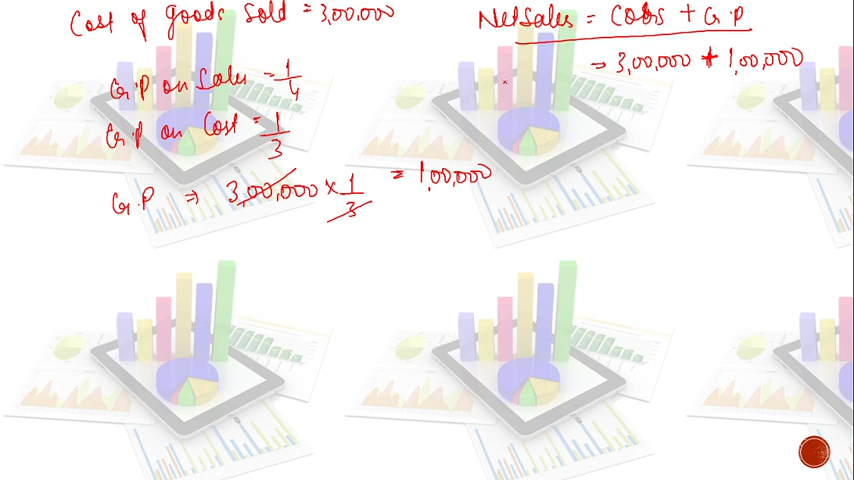 Cost of goods sold = 3,00,000
G.P on Sales = 1/4
G.P on Cost = 1/3
G.P ⇒ 3,00,000 × 1/3 = 1,00,000
Net Sales = COGS + G.P
= 3,00,000 + 1,00,000